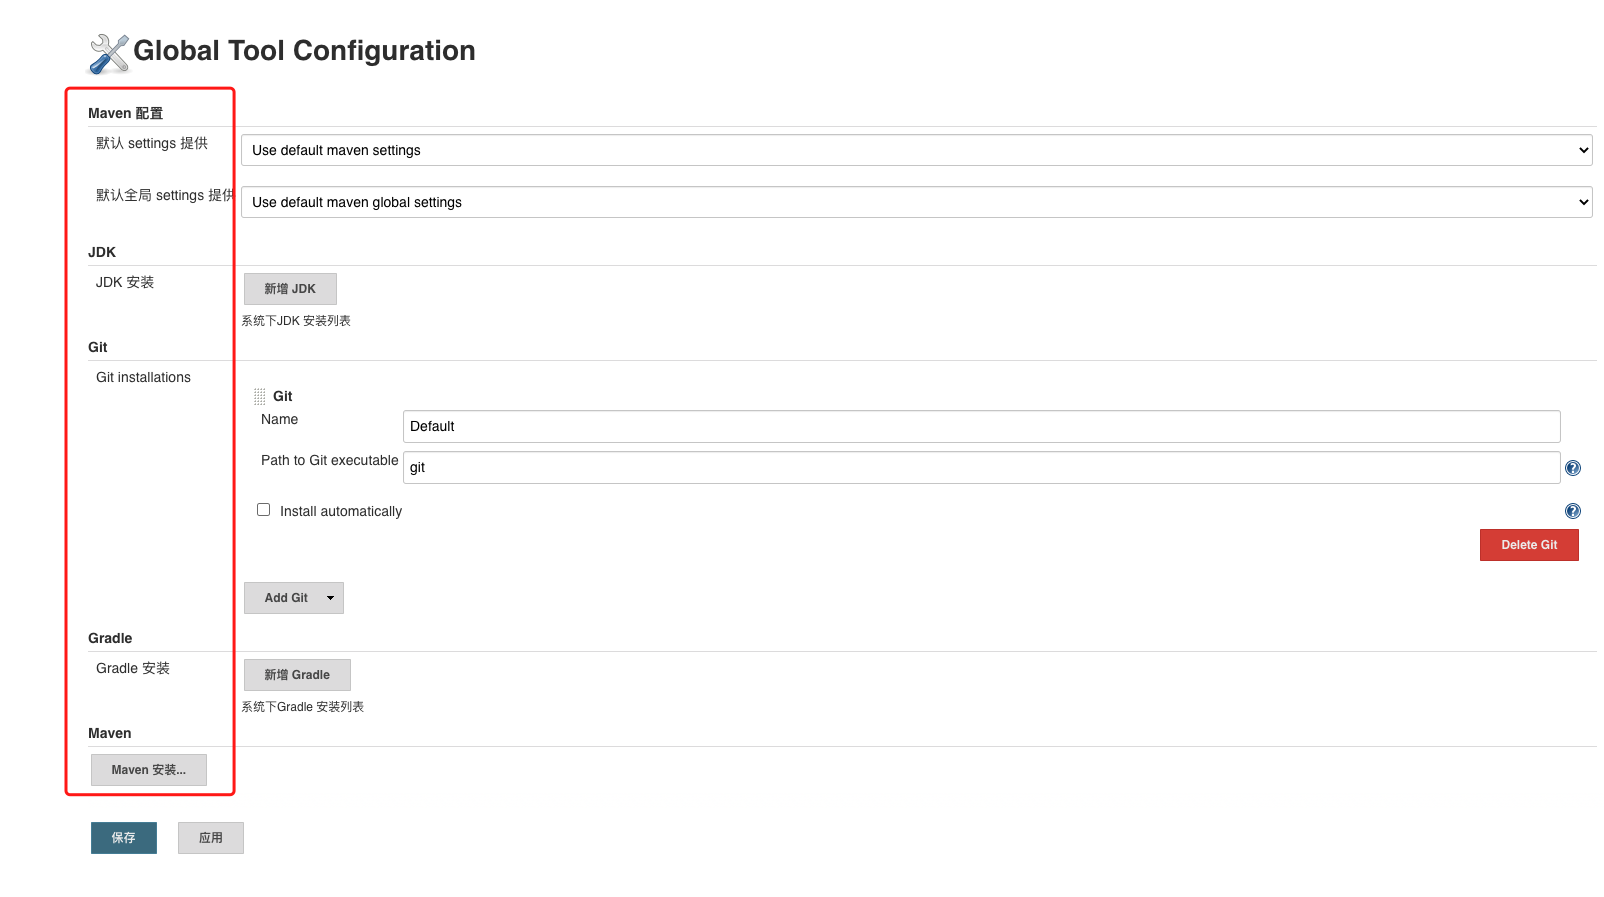 Global Tool Configuration
Maven 配置
默认 settings 提供
Use default maven settings
默认全局 settings 提供
Use default maven global settings
JDK
JDK 安装
新增 JDK
系统下JDK 安装列表
Git
Git installations
Git
Name
Default
Path to Git executable
git
Install automatically
Delete Git
Add Git
Gradle
Gradle 安装
新增 Gradle
系统下Gradle 安装列表
Maven
Maven 安装...
保存
应用